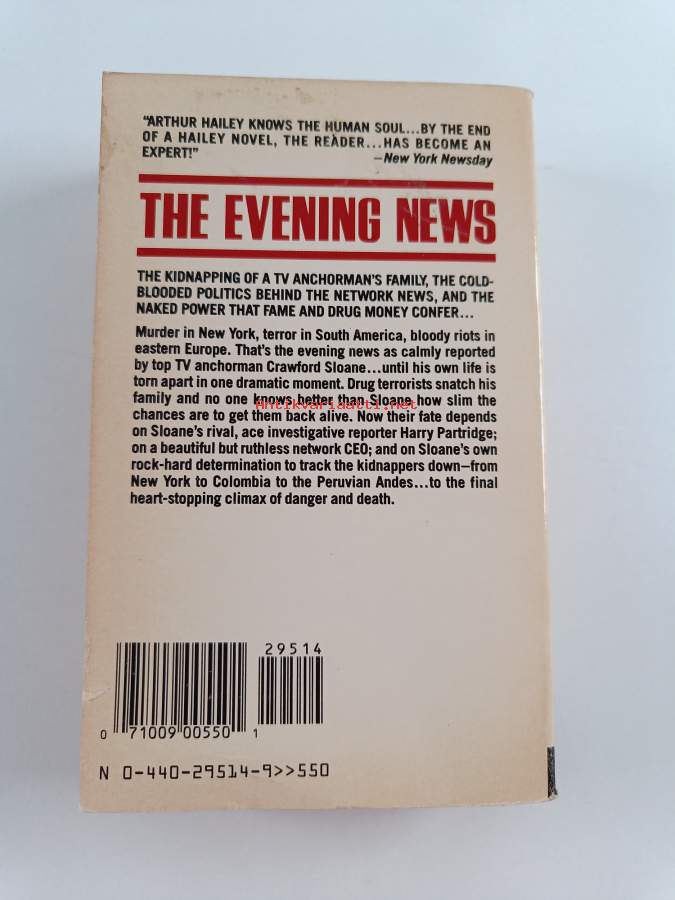 "ARTHUR HAILEY KNOWS THE HUMAN SOUL...BY THE END
OF A HAILEY NOVEL, THE READER...HAS BECOME AN
EXPERT!"
—New York Newsday
THE EVENING NEWS
THE KIDNAPPING OF A TV ANCHORMAN'S FAMILY, THE COLD-
BLOODED POLITICS BEHIND THE NETWORK NEWS, AND THE
NAKED POWER THAT FAME AND DRUG MONEY CONFER...
Murder in New York, terror in South America, bloody riots in
eastern Europe. That's the evening news as calmly reported
by top TV anchorman Crawford Sloane...until his own life is
torn apart in one dramatic moment. Drug terrorists snatch his
family and no one knows better than Sloane how slim the
Antikvariaatti.net
chances are to get them back alive. Now their fate depends
on Sloane's rival, ace investigative reporter Harry Partridge;
on a beautiful but ruthless network CEO; and on Sloane's own
rock-hard determination to track the kidnappers down—from
New York to Colombia to the Peruvian Andes...to the final
heart-stopping climax of danger and death.
29514
0 71009 00550 1
N 0-440-29514-9>>550